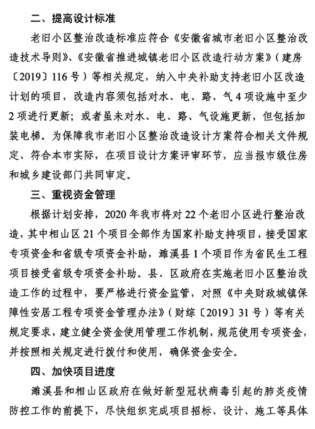 二、提高设计标准
老旧小区整治改造标准应符合《安徽省城市老旧小区整治改
造技术导则》、《安徽省推进城镇老旧小区改造行动方案》（建房
〔2019〕116 号）等相关规定，纳入中央补助支持老旧小区改造
计划的项目，改造内容须包括对水、电、路、气 4 项设施中至少
2 项进行更新；或者虽未对水、电、路、气设施更新，但包括加
装电梯。为保障我市老旧小区整治改造设计方案符合相关文件规
定、符合本市实际，在项目设计方案评审环节，应当报市级住房
和城乡建设部门共同审定。
三、重视资金管理
根据计划安排，2020 年我市将对 22 个老旧小区进行整治改
造，其中相山区 21 个项目全部作为国家补助支持项目，接受国家
专项资金和省级专项资金补助，濉溪县 1 个项目作为省民生工程
项目接受省级专项资金补助。县、区政府在实施老旧小区整治改
造工作的过程中，要严格进行资金监管，对照《中央财政城镇保
障性安居工程专项资金管理办法》（财综〔2019〕31 号）等有关
规定要求，建立健全资金使用管理工作机制，规范使用专项资金，
并按照相关规定进行拨付和使用，确保资金安全。
四、加快项目进度
濉溪县和相山区政府在做好新型冠状病毒引起的肺炎疫情
防控工作的前提下，尽快组织完成项目招标、设计、施工等具体